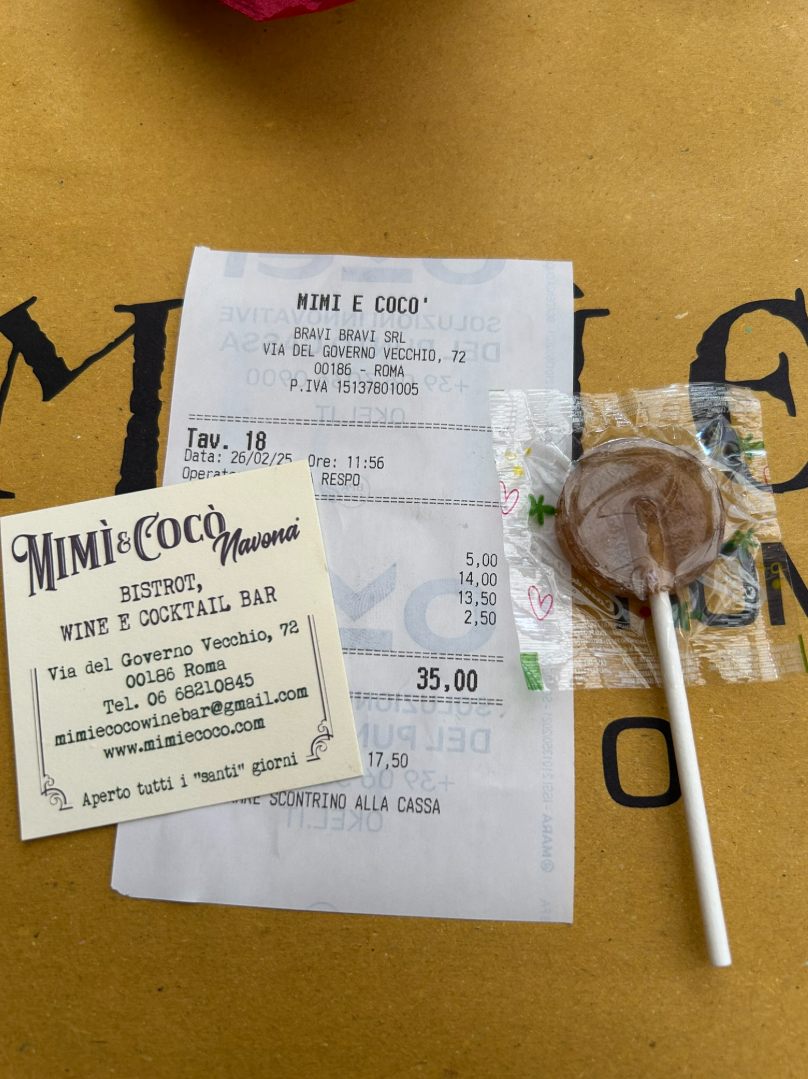 MIMI E COCO'
BRAVI BRAVI SRL
VIA DEL GOVERNO VECCHIO, 72
00186 - ROMA
P.IVA 15137801005
Tav. 18
Data: 26/02/25 Ore: 11:56
RESPO
5,00
14,00
13,50
2,50
35,00
17,50
SCONTRINO ALLA CASSA
MIMÌ & COCÒ
Navona
BISTROT,
WINE E COCKTAIL BAR
Via del Governo Vecchio, 72
00186 Roma
Tel. 06 68210845
mimiecocowinebar@gmail.com
www.mimiecoco.com
Aperto tutti i "santi" giorni